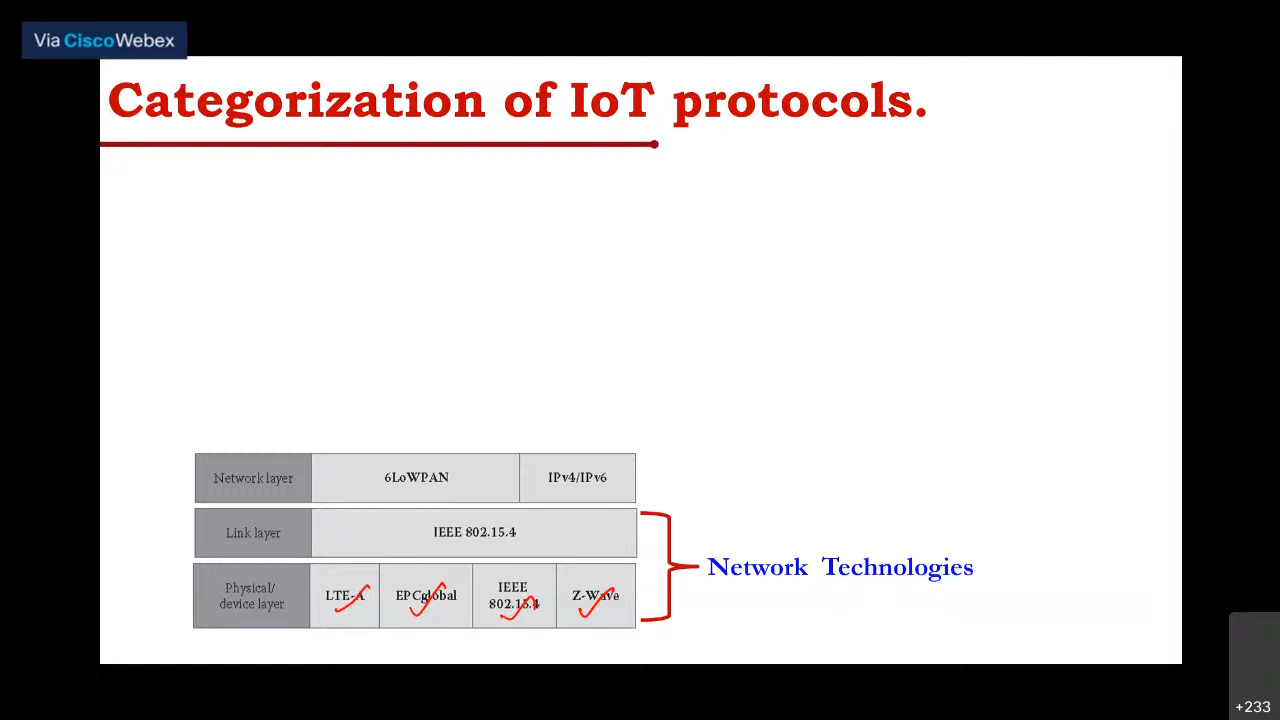 Via CiscoWebex
Categorization of IoT protocols.
Network layer 6LoWPAN IPv4/IPv6
Link layer IEEE 802.15.4
Physical/
device layer
LTE-A EPCglobal
IEEE
802.15.4
Z-Wave
Network Technologies
+233